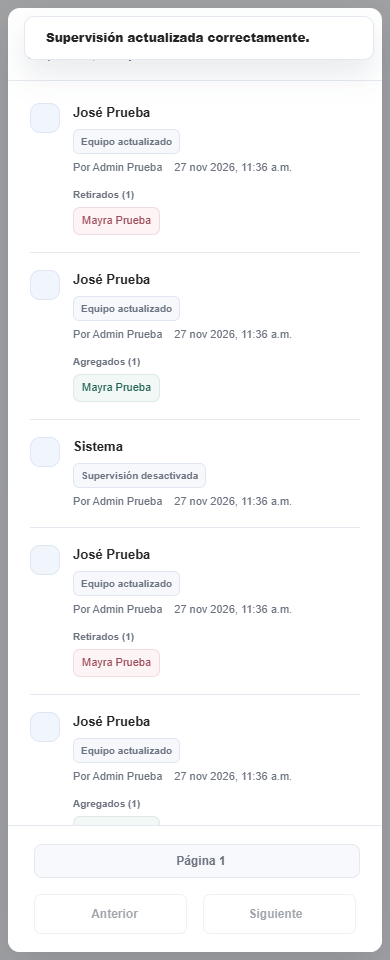 Supervisión actualizada correctamente.
José Prueba
Equipo actualizado
Por Admin Prueba 27 nov 2026, 11:36 a.m.
Retirados (1)
Mayra Prueba
José Prueba
Equipo actualizado
Por Admin Prueba 27 nov 2026, 11:36 a.m.
Agregados (1)
Mayra Prueba
Sistema
Supervisión desactivada
Por Admin Prueba 27 nov 2026, 11:36 a.m.
José Prueba
Equipo actualizado
Por Admin Prueba 27 nov 2026, 11:36 a.m.
Retirados (1)
Mayra Prueba
José Prueba
Equipo actualizado
Por Admin Prueba 27 nov 2026, 11:36 a.m.
Agregados (1)
Página 1
Anterior
Siguiente